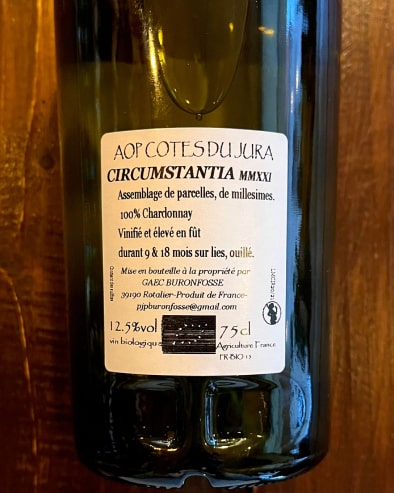 AOP COTES DU JURA
CIRCUMSTANTIA MMXXI
Assemblage de parcelles, de millesimes.
100% Chardonnay
Vinifié et élevé en fût
durant 9 & 18 mois sur lies, ouillé.
Mise en bouteille à la propriété par
GAEC BURONFOSSE
39190 Rotalier-Produit de France-
pjpburonfosse@gmail.com
12.5%vol 75cl
vin biologique Agriculture France
FR-BIO